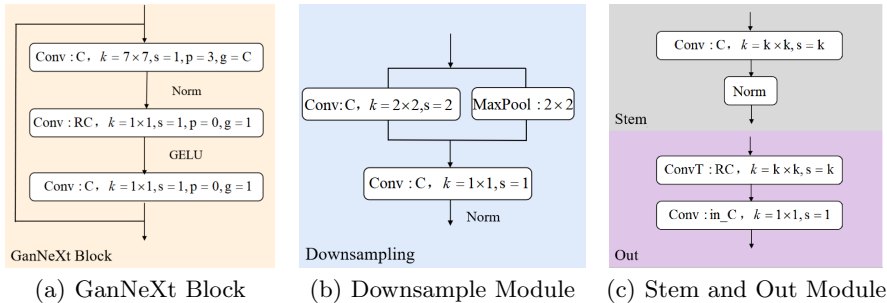 Conv : C, k = 7×7, s = 1, p = 3, g = C
Norm
Conv : RC, k = 1×1, s = 1, p = 0, g = 1
GELU
Conv : C, k = 1×1, s = 1, p = 0, g = 1
GanNeXt Block
(a) GanNeXt Block
Conv: C, k = 2×2, s = 2
MaxPool : 2×2
Conv : C, k = 1×1, s = 1
Norm
Downsampling
(b) Downsample Module
Conv : C, k = k×k, s = k
Norm
Stem
ConvT : RC, k = k×k, s = k
Conv : in_C, k = 1×1, s = 1
Out
(c) Stem and Out Module